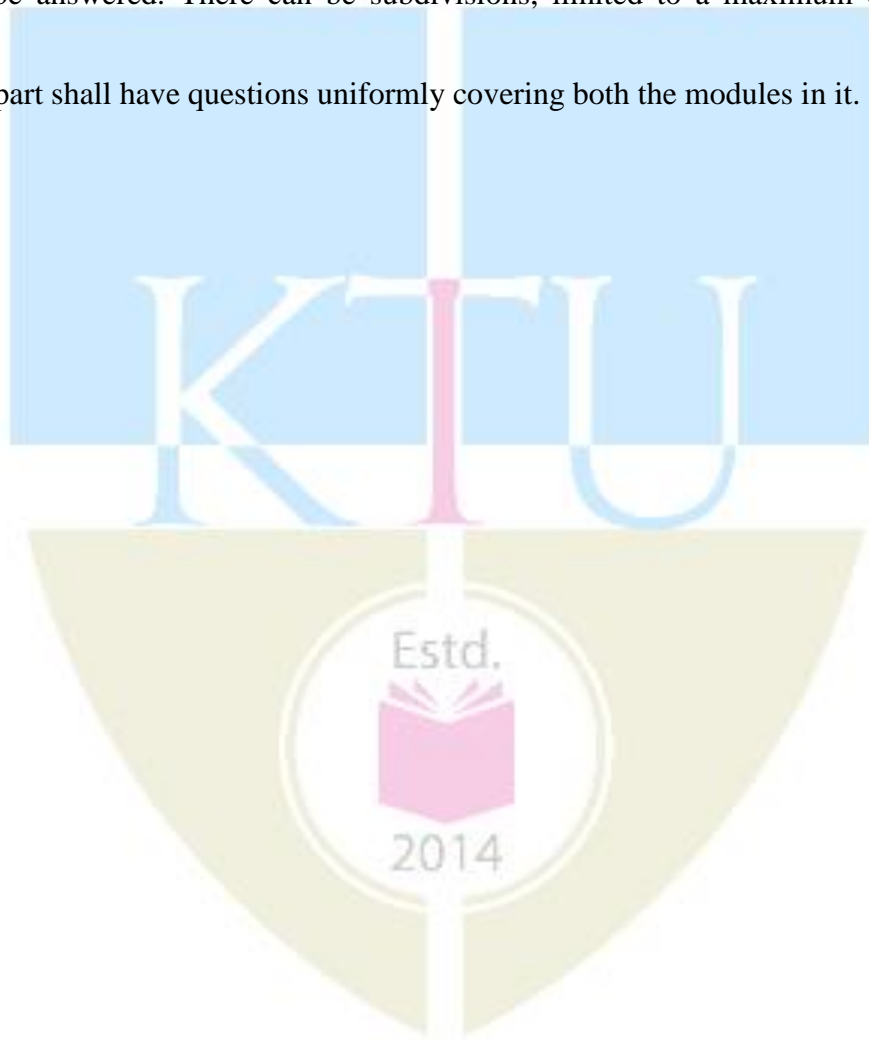 be answered. There can be subdivisions, limited to a maximum
part shall have questions uniformly covering both the modules in it.
KTU
Estd.
2014